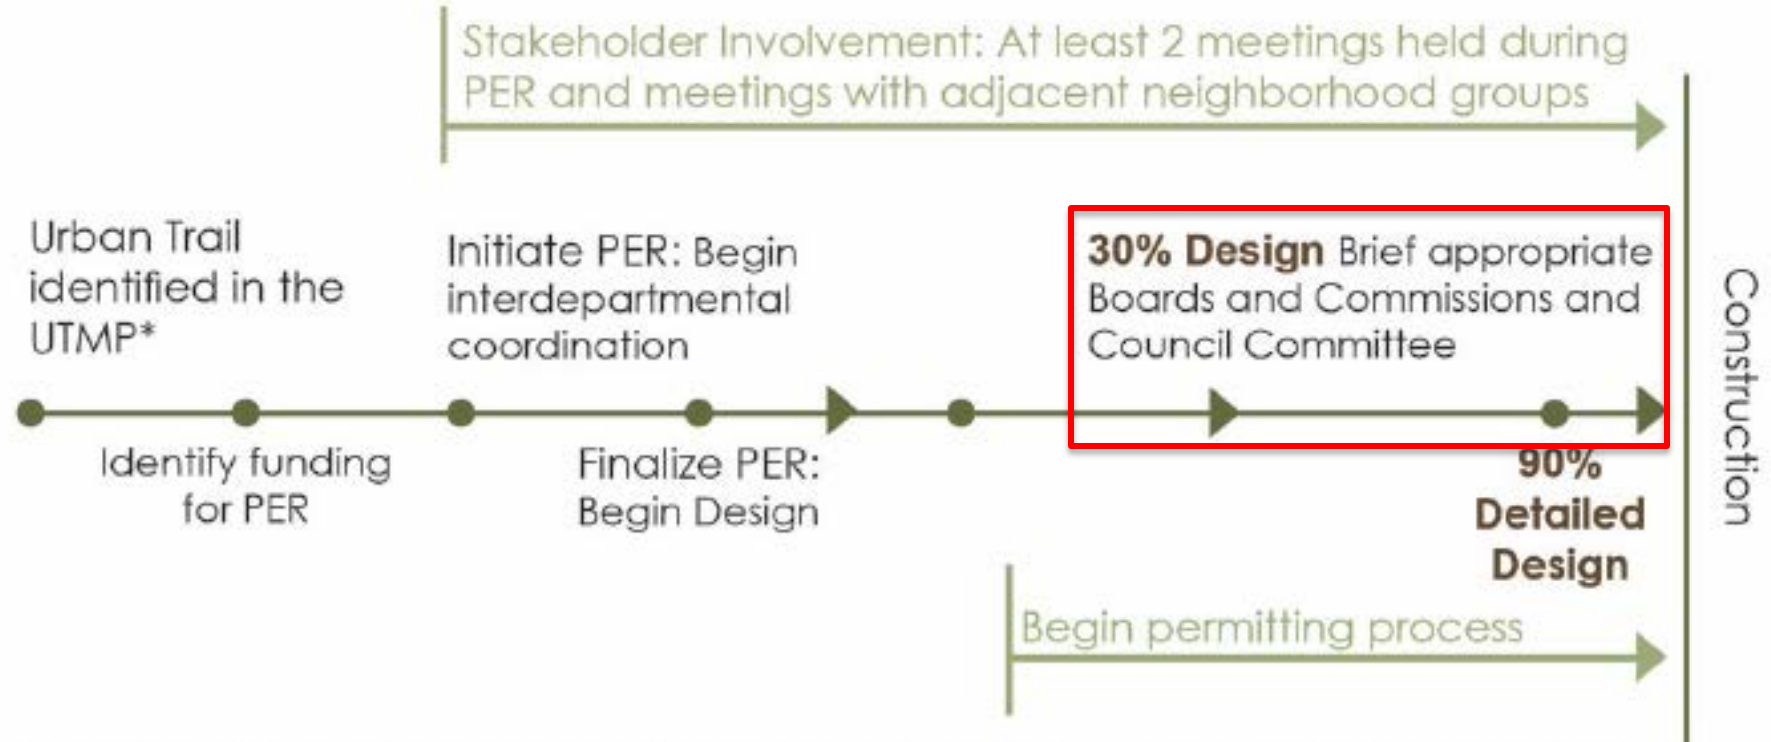 Stakeholder Involvement: At least 2 meetings held during
PER and meetings with adjacent neighborhood groups
Urban Trail
identified in the
UTMP*
Initiate PER: Begin
interdepartmental
coordination
30% Design Brief appropriate
Boards and Commissions and
Council Committee
Construction
Identify funding
for PER
Finalize PER:
Begin Design
90%
Detailed
Design
Begin permitting process